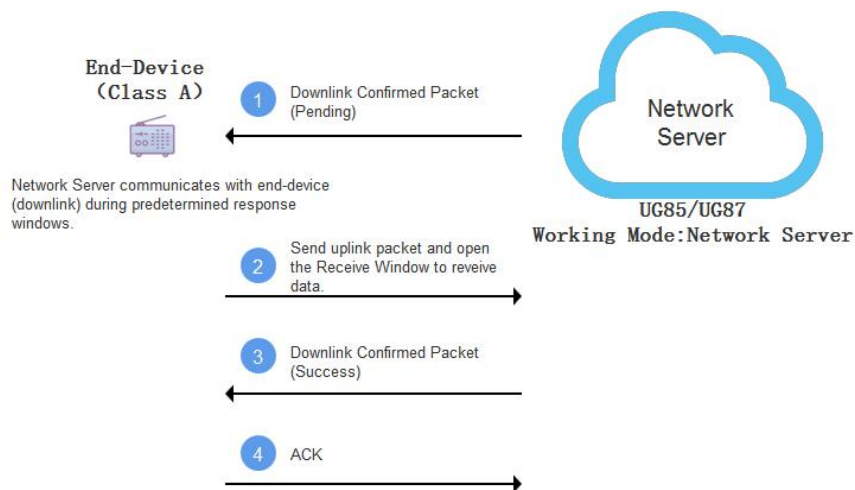 End-Device
(Class A)
1
Downlink Confirmed Packet
(Pending)
Network
Server
Network Server communicates with end-device
(downlink) during predetermined response
windows.
UG85/UG87
Working Mode:Network Server
2
Send uplink packet and open
the Receive Window to reveive
data.
3
Downlink Confirmed Packet
(Success)
4
ACK